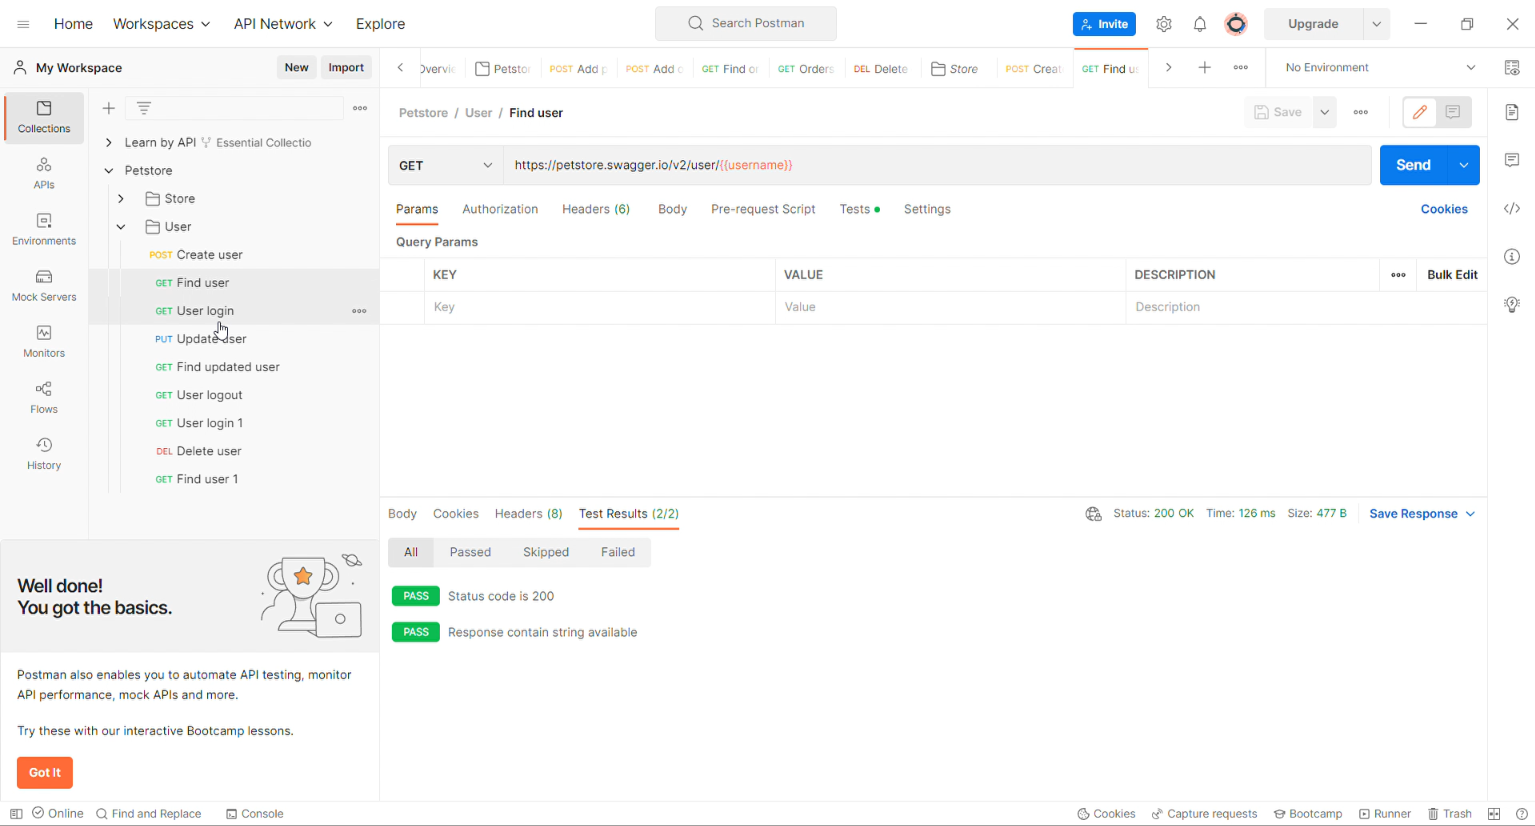 Home Workspaces API Network Explore Search Postman Invite Upgrade
My Workspace New Import
Overvie Petstor POST Add p POST Add o GET Find or GET Orders DEL Delete Store POST Creat GET Find us No Environment
Collections
APIs
Environments
Mock Servers
Monitors
Flows
History
Learn by API Essential Collectio
Petstore
Store
User
POST Create user
GET Find user
GET User login
PUT Update user
GET Find updated user
GET User logout
GET User login 1
DEL Delete user
GET Find user 1
Well done!
You got the basics.
Postman also enables you to automate API testing, monitor
API performance, mock APIs and more.
Try these with our interactive Bootcamp lessons.
Got It
Petstore / User / Find user Save
GET https://petstore.swagger.io/v2/user/{{username}} Send
Params Authorization Headers (6) Body Pre-request Script Tests Settings Cookies
Query Params
KEY VALUE DESCRIPTION Bulk Edit
Key Value Description
Body Cookies Headers (8) Test Results (2/2) Status: 200 OK Time: 126 ms Size: 477 B Save Response
All Passed Skipped Failed
PASS Status code is 200
PASS Response contain string available
Online Find and Replace Console Cookies Capture requests Bootcamp Runner Trash